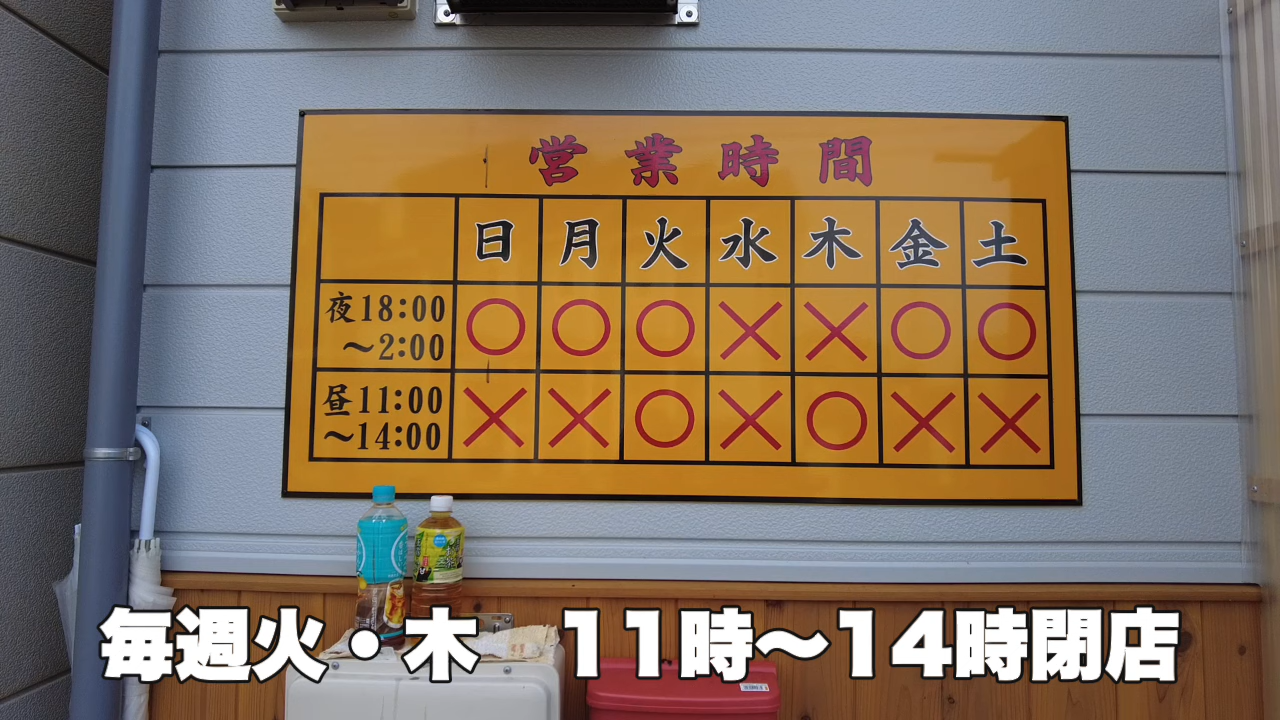 営業時間
日 月 火 水 木 金 土
夜18:00 ○ ○ ○ × × ○ ○
～2:00
昼11:00 × × ○ × ○ × ×
～14:00
毎週火・木 11時～14時閉店